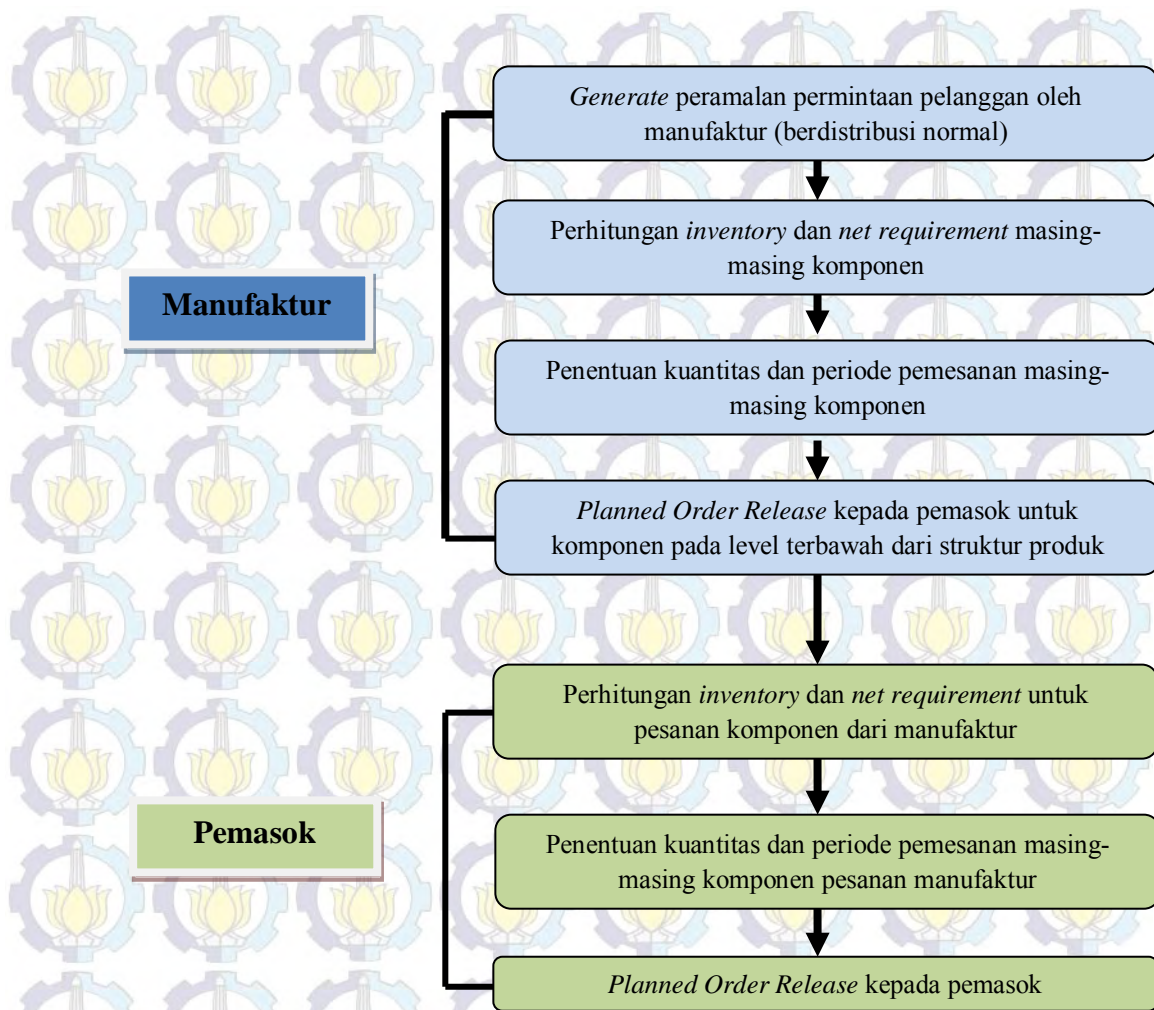 Generate peramalan permintaan pelanggan oleh
manufaktur (berdistribusi normal)
Perhitungan inventory dan net requirement masing-
masing komponen
Manufaktur
Penentuan kuantitas dan periode pemesanan masing-
masing komponen
Planned Order Release kepada pemasok untuk
komponen pada level terbawah dari struktur produk
Perhitungan inventory dan net requirement untuk
pesanan komponen dari manufaktur
Pemasok
Penentuan kuantitas dan periode pemesanan masing-
masing komponen pesanan manufaktur
Planned Order Release kepada pemasok